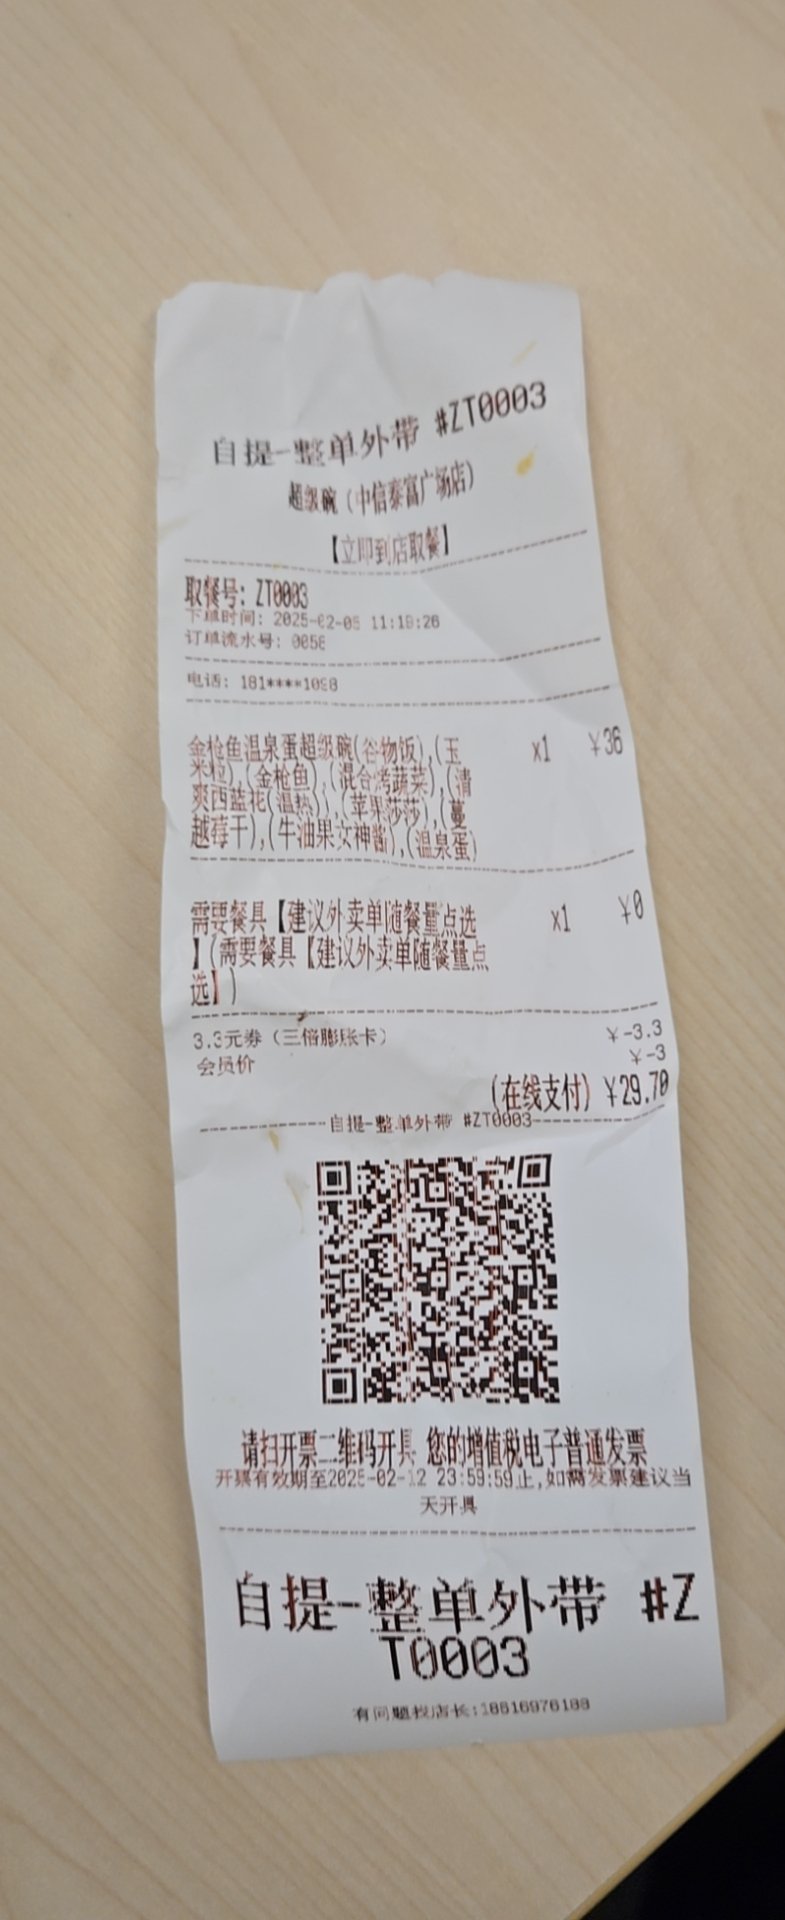 自提-整单外带 #ZT0003
超级碗（中信泰富广场店）
【立即到店取餐】
取餐号: ZT0003
下单时间: 2025-02-05 11:19:26
订单流水号:
电话: 181****1098
金枪鱼温泉蛋超级碗(谷物饭),(玉 x1 ￥36
米粒),(金枪鱼),(混合烤蔬菜),(清
爽西蓝花(温热)),(苹果莎莎),(蔓
越莓干),(牛油果女神酱),(温泉蛋)
需要餐具【建议外卖单随餐量点选 x1 ￥0
】(需要餐具【建议外卖单随餐量点
选】)
3.3元券（三倍膨胀卡） ￥-3.3
会员价 ￥-3
(在线支付) ￥29.70
自提-整单外带 #ZT0003
请扫开票二维码开具 您的增值税电子普通发票
开票有效期至2025-02-12 23:59:59止,如需发票建议当
天开具
自提-整单外带 #Z
T0003
有问题找店长:18616976188